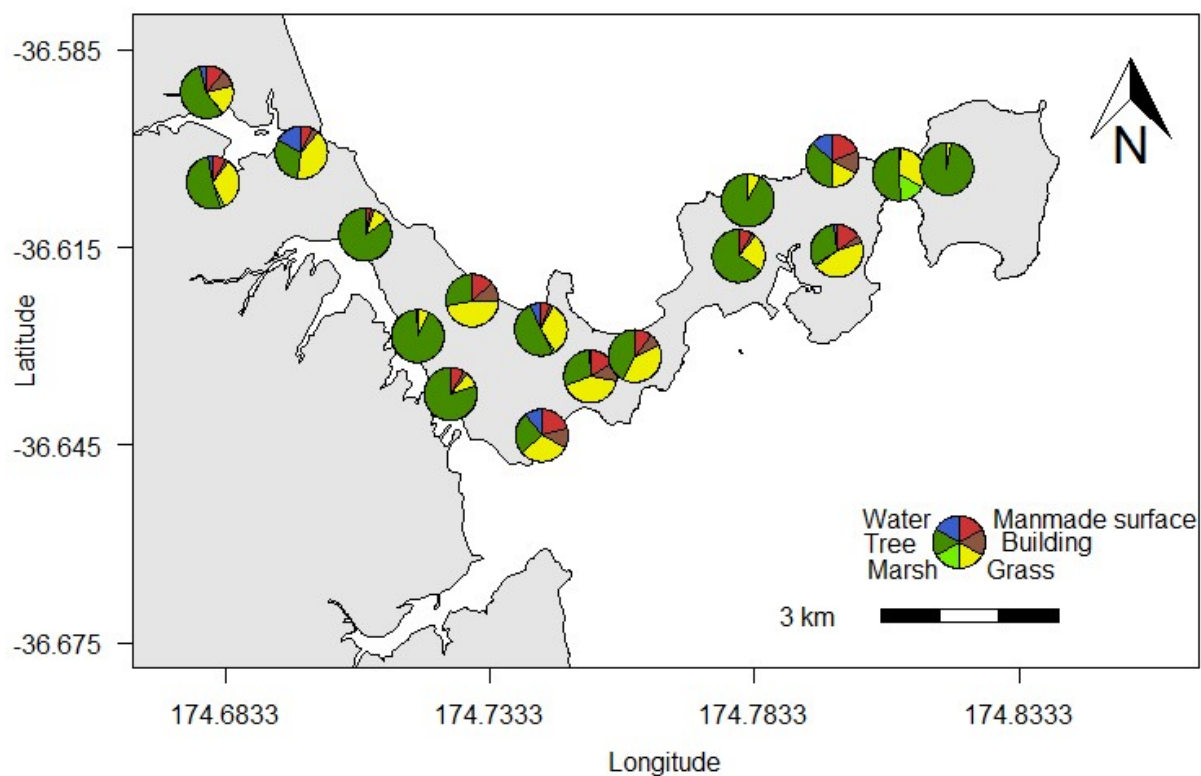 -36.585
-36.615
-36.645
-36.675
Latitude
N
Water Manmade surface
Tree Building
Marsh Grass
3 km
174.6833 174.7333 174.7833 174.8333
Longitude